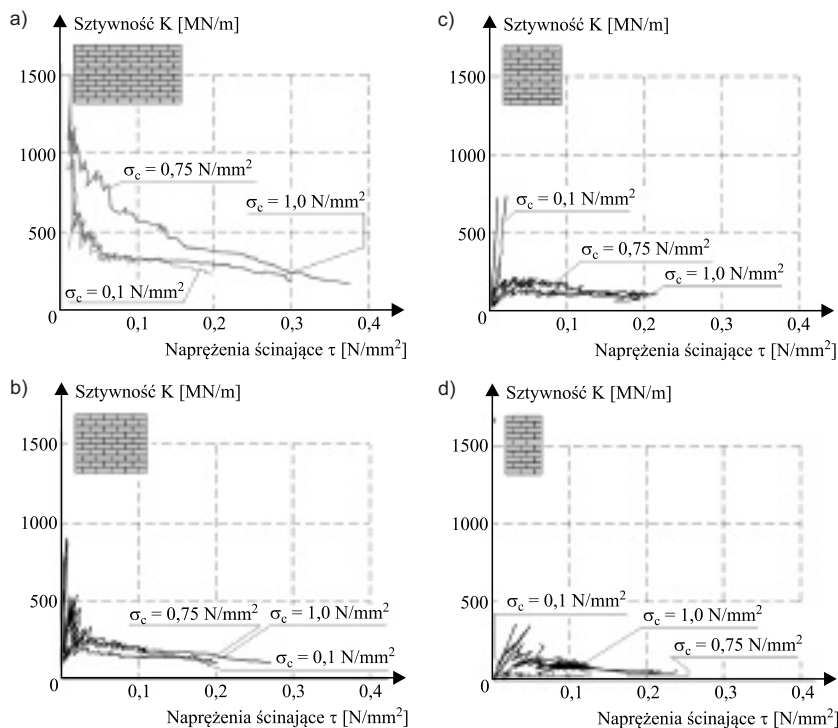 a)
Sztywność K [MN/m]
1500
1000
500
0
σc = 0,75 N/mm²
σc = 1,0 N/mm²
σc = 0,1 N/mm²
0,1 0,2 0,3 0,4
Naprężenia ścinające τ [N/mm²]
c)
Sztywność K [MN/m]
1500
1000
500
0
σc = 0,1 N/mm²
σc = 0,75 N/mm²
σc = 1,0 N/mm²
0,1 0,2 0,3 0,4
Naprężenia ścinające τ [N/mm²]
b)
Sztywność K [MN/m]
1500
1000
500
0
σc = 0,75 N/mm² σc = 1,0 N/mm²
σc = 0,1 N/mm²
0,1 0,2 0,3 0,4
Naprężenia ścinające τ [N/mm²]
d)
Sztywność K [MN/m]
1500
1000
500
0
σc = 0,1 N/mm²
σc = 1,0 N/mm²
σc = 0,75 N/mm²
0,1 0,2 0,3 0,4
Naprężenia ścinające τ [N/mm²]